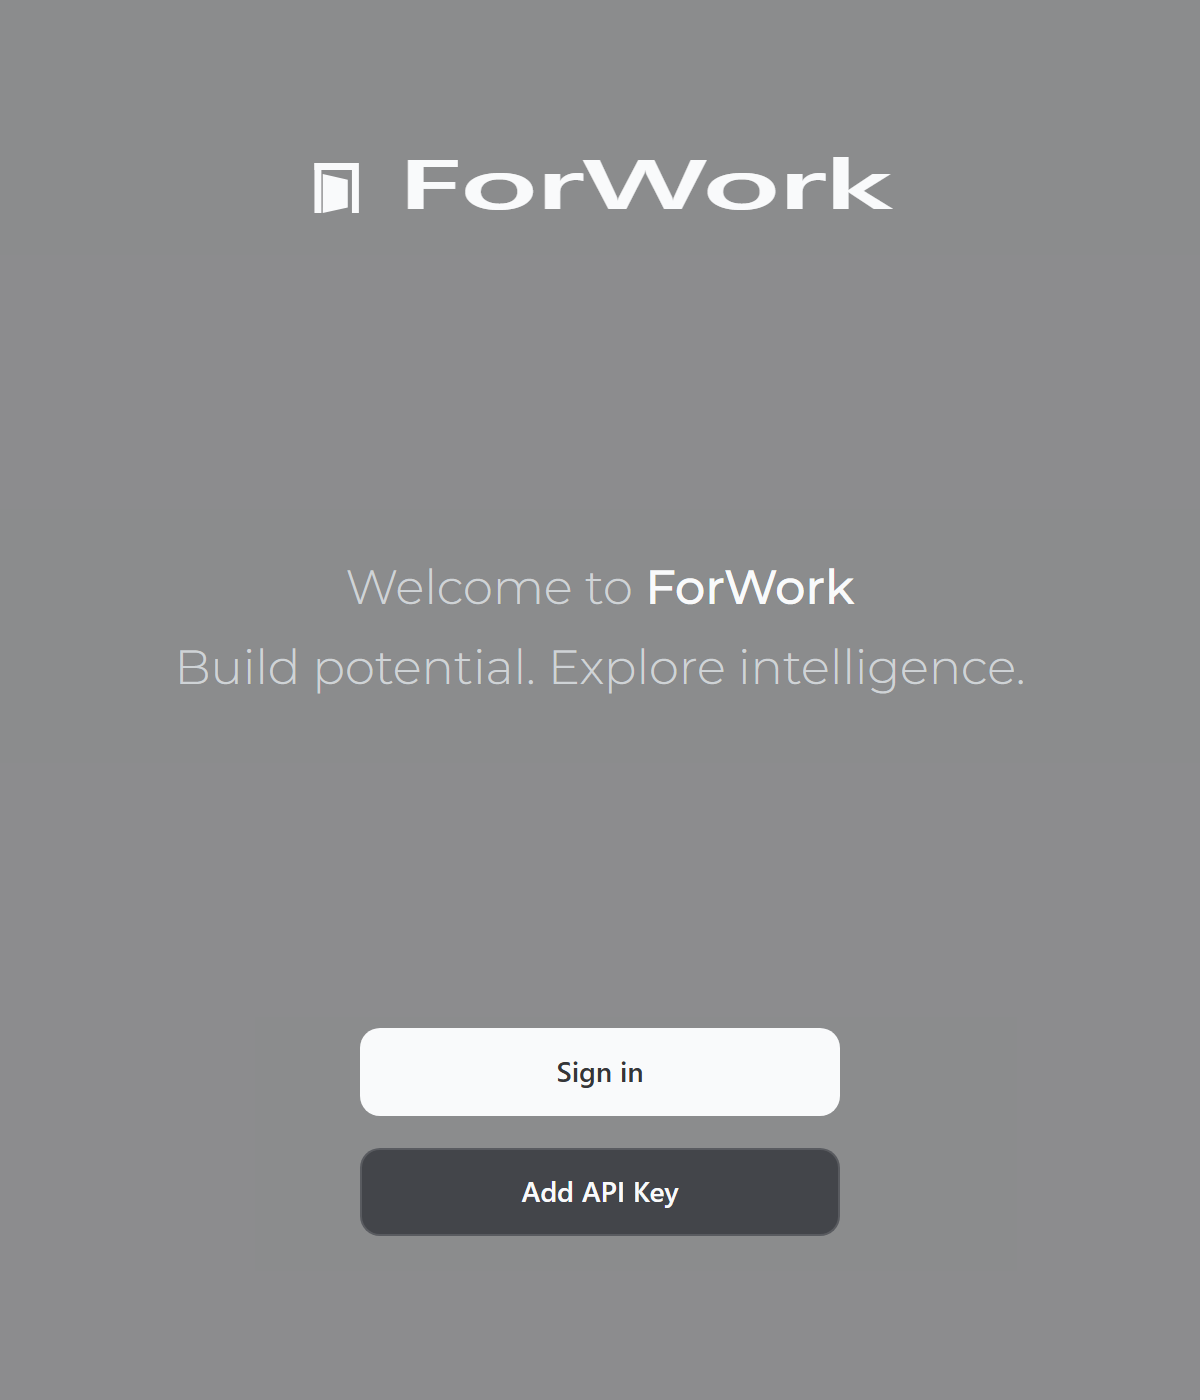 ForWork
Welcome to ForWork
Build potential. Explore intelligence.
Sign in
Add API Key